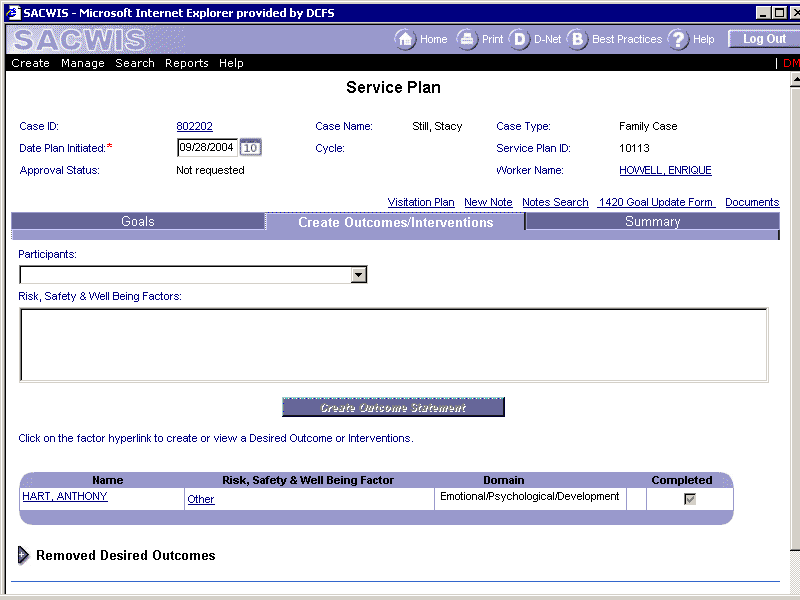 SACWIS - Microsoft Internet Explorer provided by DCFS
SACWIS Home Print D D-Net B Best Practices ? Help Log Out
Create Manage Search Reports Help | DM
Service Plan
Case ID: 802202 Case Name: Still, Stacy Case Type: Family Case
Date Plan Initiated:* 09/28/2004 10 Cycle: Service Plan ID: 10113
Approval Status: Not requested Worker Name: HOWELL, ENRIQUE
Visitation Plan New Note Notes Search 1420 Goal Update Form Documents
Goals Create Outcomes/Interventions Summary
Participants:
Risk, Safety & Well Being Factors:
Create Outcome Statement
Click on the factor hyperlink to create or view a Desired Outcome or Interventions.
Name Risk, Safety & Well Being Factor Domain Completed
HART, ANTHONY Other Emotional/Psychological/Development
Removed Desired Outcomes